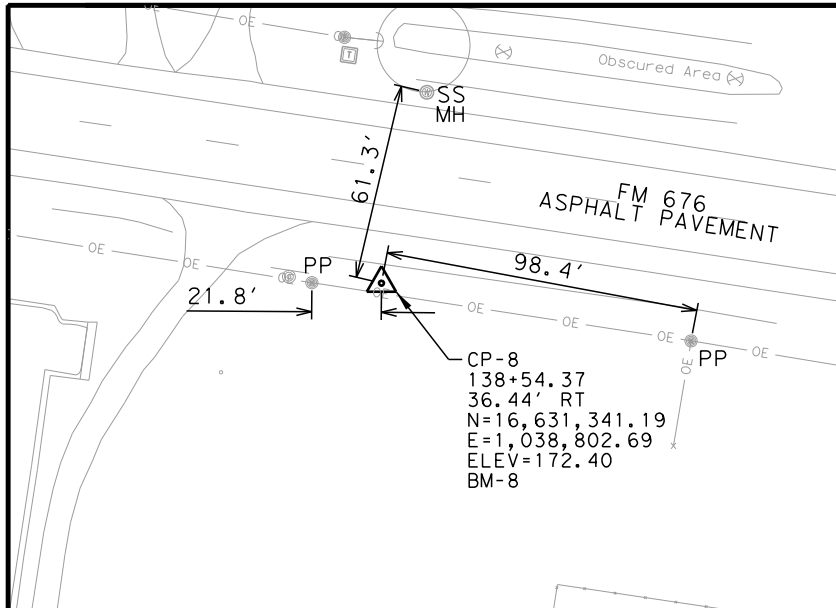 OE
OE
T
Obscured Area
SS
MH
61.3'
FM 676
ASPHALT PAVEMENT
OE
OE
PP
98.4'
21.8'
OE
OE
OE
OE
OE
PP
OE
CP-8
138+54.37
36.44' RT
N=16,631,341.19
E=1,038,802.69
ELEV=172.40
BM-8